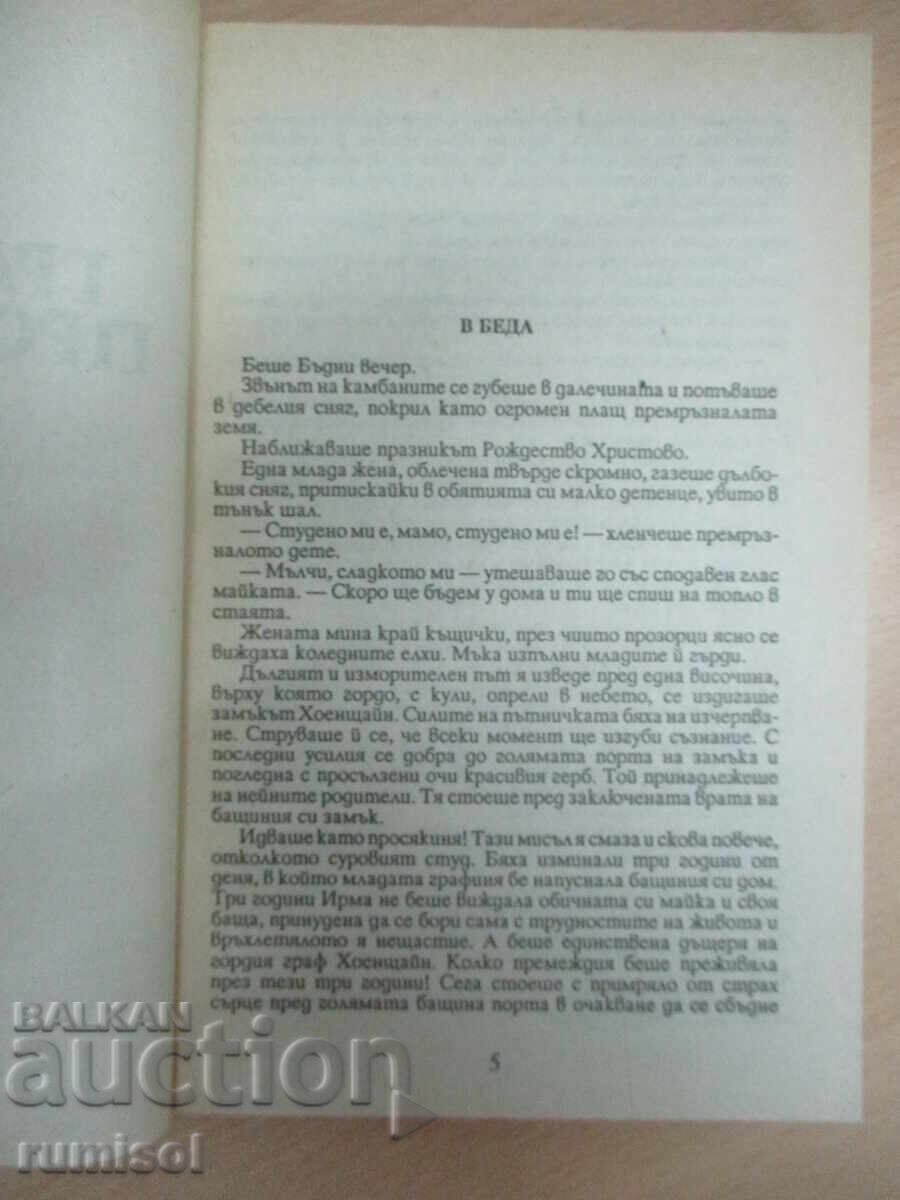 В БЕДА
Беше Бъдни вечер.
Звънът на камбаните се губеше в далечината и потъваше
в дебелия сняг, покрил като огромен плащ премръзналата
земя.
Наближаваше празникът Рождество Христово.
Една млада жена, облечена твърде скромно, газеше дълбо-
кия сняг, притискайки в обятията си малко детенце, увито в
тънък шал.
— Студено ми е, мамо, студено ми е! — хленчеше премръз-
налото дете.
— Мълчи, сладкото ми — утешаваше го със сподавен глас
майката. — Скоро ще бъдем у дома и ти ще спиш на топло в
стаята.
Жената мина край къщички, през чиито прозорци ясно се
виждаха коледните елхи. Мъка изпълни младите ѝ гърди.
Дългият и изморителен път я изведе пред една височина,
върху която гордо, с кули, опрели в небето, се издигаше
замъкът Хоенщайн. Силите на пътничката бяха на изчерпва-
не. Струваше ѝ се, че всеки момент ще изгуби съзнание. С
последни усилия се добра до голямата порта на замъка и
погледна с просълзени очи красивия герб. Той принадлежеше
на нейните родители. Тя стоеше пред заключената врата на
бащиния си замък.
Идваше като просякиня! Тази мисъл я смаза и скова повече,
отколкото суровият студ. Бяха изминали три години от
деня, в който младата графиня бе напуснала бащиния си дом.
Три години Ирма не беше виждала обичната си майка и своя
баща, принудена да се бори сама с трудностите на живота и
връхлетялото я нещастие. А беше единствена дъщеря на
гордия граф Хоенщайн. Колко премеждия беше преживяла
през тези три години! Сега стоеше с примряло от страх
сърце пред голямата бащина порта в очакване да се сбъдне
5
BALKAN
auction
rumisol